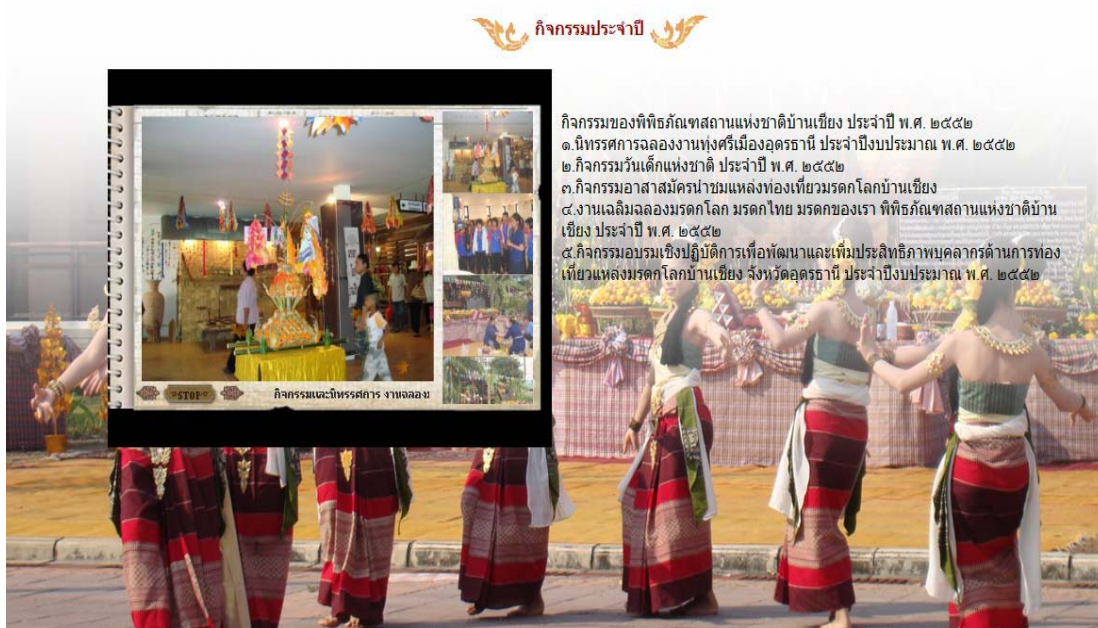 กิจกรรมประจำปี
กิจกรรมของพิพิธภัณฑสถานแห่งชาติบ้านเชียง ประจำปี พ.ศ. ๒๕๕๒
๑.นิทรรศการฉลองงานทุ่งศรีเมืองอุดรธานี ประจำปีงบประมาณ พ.ศ. ๒๕๕๒
๒.กิจกรรมวันเด็กแห่งชาติ ประจำปี พ.ศ. ๒๕๕๒
๓.กิจกรรมอาสาสมัครนำชมแหล่งท่องเที่ยวมรดกโลกบ้านเชียง
๔.งานเฉลิมฉลองมรดกโลก มรดกไทย มรดกของเรา พิพิธภัณฑสถานแห่งชาติบ้าน
เชียง ประจำปี พ.ศ. ๒๕๕๒
๕.กิจกรรมอบรมเชิงปฏิบัติการเพื่อพัฒนาและเพิ่มประสิทธิภาพบุคลากรด้านการท่อง
เที่ยวแหล่งมรดกโลกบ้านเชียง จังหวัดอุดรธานี ประจำปีงบประมาณ พ.ศ. ๒๕๕๒
STOP
กิจกรรมและนิทรรศการ งานฉลอง